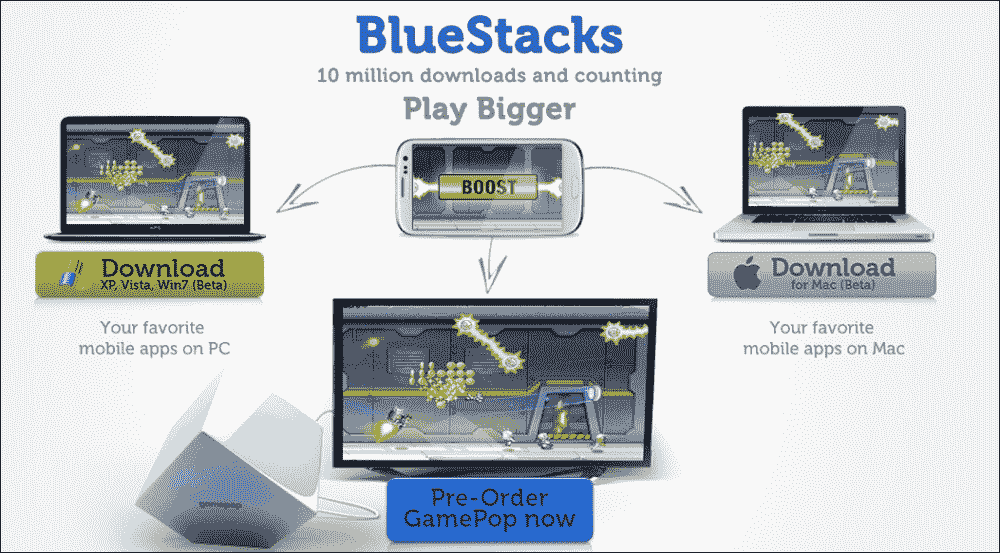 BlueStacks
10 million downloads and counting
Play Bigger
BOOST
Download
XP, Vista, Win7 (Beta)
Download
for Mac (Beta)
Your favorite
mobile apps on PC
Your favorite
mobile apps on Mac
gamepop
Pre-Order
GamePop now